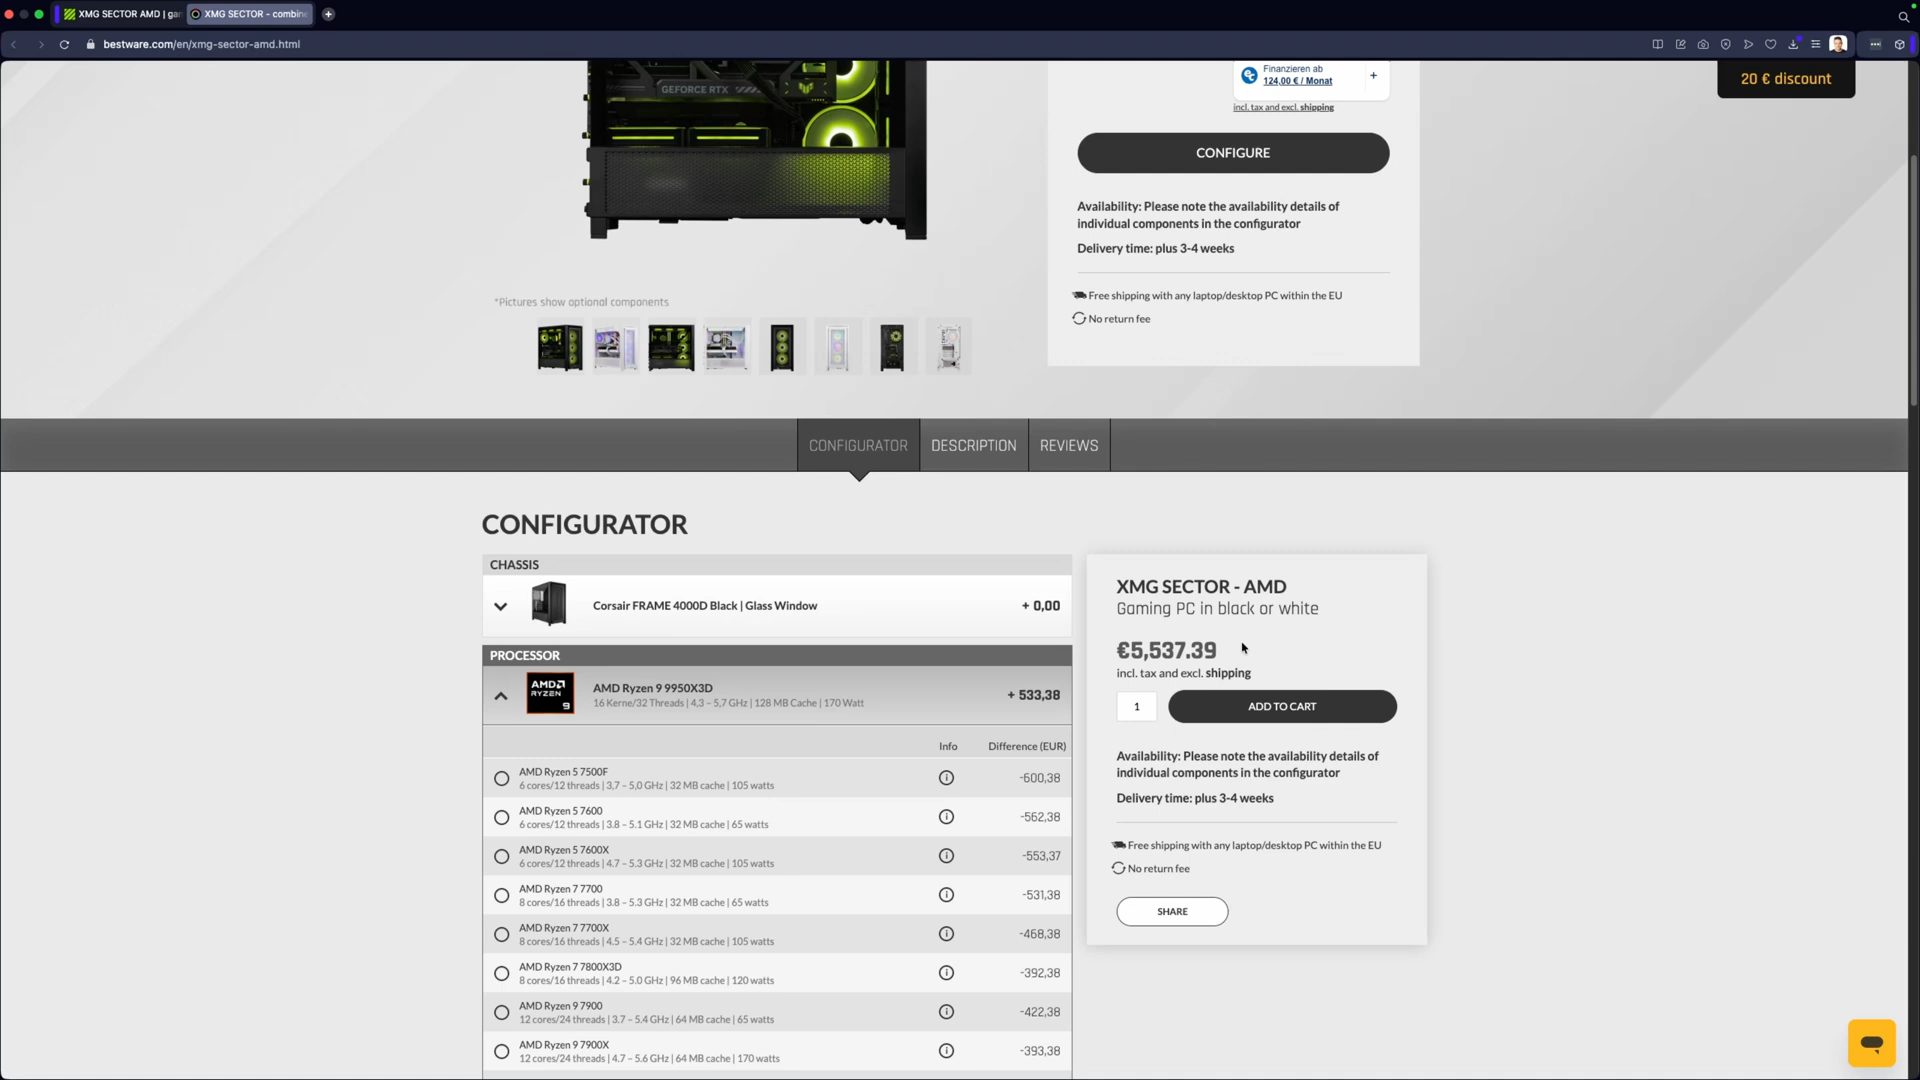 XMG SECTOR AMD | ga
XMG SECTOR - combine
bestware.com/en/xmg-sector-amd.html
GEFORCE RTX
Finanzieren ab
124,00 € / Monat
+
incl. tax and excl. shipping
20 € discount
CONFIGURE
Availability: Please note the availability details of
individual components in the configurator
Delivery time: plus 3-4 weeks
Free shipping with any laptop/desktop PC within the EU
No return fee
*Pictures show optional components
CONFIGURATOR
DESCRIPTION
REVIEWS
CONFIGURATOR
CHASSIS
Corsair FRAME 4000D Black | Glass Window
+ 0,00
PROCESSOR
AMD
RYZEN
9
AMD Ryzen 9 9950X3D
16 Kerne/32 Threads | 4,3 – 5,7 GHz | 128 MB Cache | 170 Watt
+ 533,38
Info
Difference (EUR)
AMD Ryzen 5 7500F
6 cores/12 threads | 3,7 – 5,0 GHz | 32 MB cache | 105 watts
-600,38
AMD Ryzen 5 7600
6 cores/12 threads | 3.8 – 5.1 GHz | 32 MB cache | 65 watts
-562,38
AMD Ryzen 5 7600X
6 cores/12 threads | 4.7 – 5.3 GHz | 32 MB cache | 105 watts
-553,37
AMD Ryzen 7 7700
8 cores/16 threads | 3.8 – 5.3 GHz | 32 MB cache | 65 watts
-531,38
AMD Ryzen 7 7700X
8 cores/16 threads | 4.5 – 5.4 GHz | 32 MB cache | 105 watts
-468,38
AMD Ryzen 7 7800X3D
8 cores/16 threads | 4.2 – 5.0 GHz | 96 MB cache | 120 watts
-392,38
AMD Ryzen 9 7900
12 cores/24 threads | 3.7 – 5.4 GHz | 64 MB cache | 65 watts
-422,38
AMD Ryzen 9 7900X
12 cores/24 threads | 4.7 – 5.6 GHz | 64 MB cache | 170 watts
-393,38
XMG SECTOR - AMD
Gaming PC in black or white
€5,537.39
incl. tax and excl. shipping
1
ADD TO CART
Availability: Please note the availability details of
individual components in the configurator
Delivery time: plus 3-4 weeks
Free shipping with any laptop/desktop PC within the EU
No return fee
SHARE